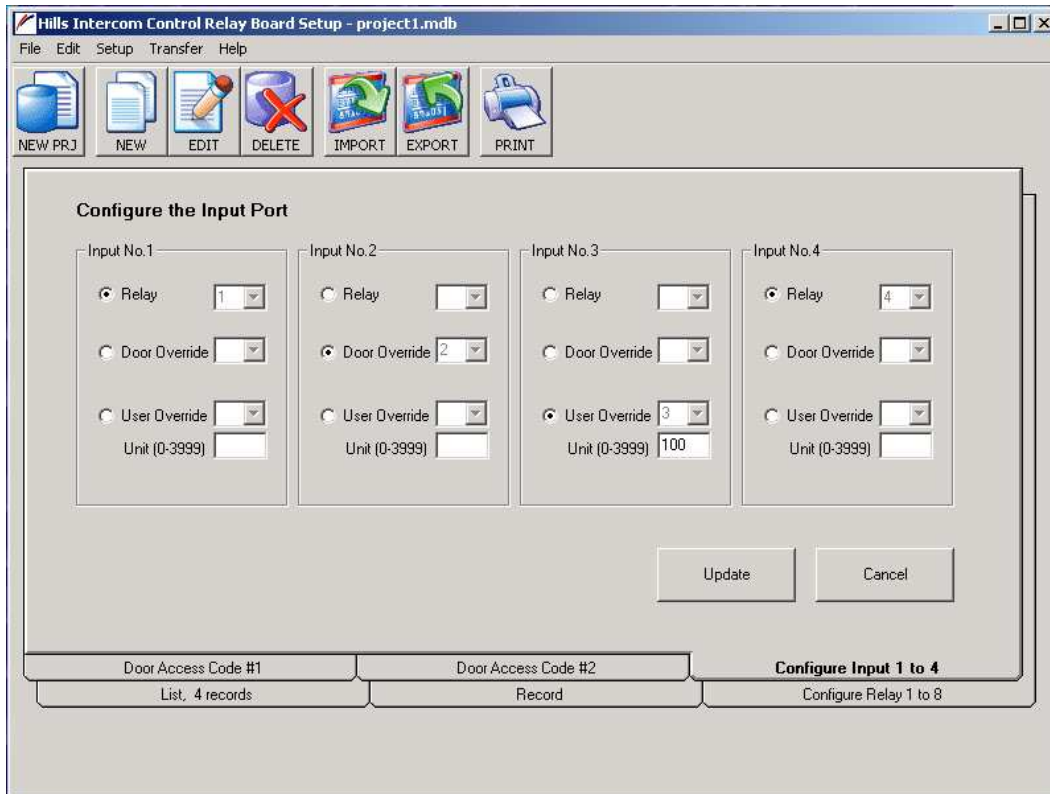 Hills Intercom Control Relay Board Setup - project1.mdb
File Edit Setup Transfer Help
NEW PRJ NEW EDIT DELETE IMPORT EXPORT PRINT
Configure the Input Port
Input No.1 Input No.2 Input No.3 Input No.4
Relay 1 Relay Relay Relay 4
Door Override Door Override 2 Door Override Door Override
User Override User Override User Override 3 User Override
Unit (0-3999) Unit (0-3999) Unit (0-3999) 100 Unit (0-3999)
Update Cancel
Door Access Code #1 Door Access Code #2 Configure Input 1 to 4
List, 4 records Record Configure Relay 1 to 8